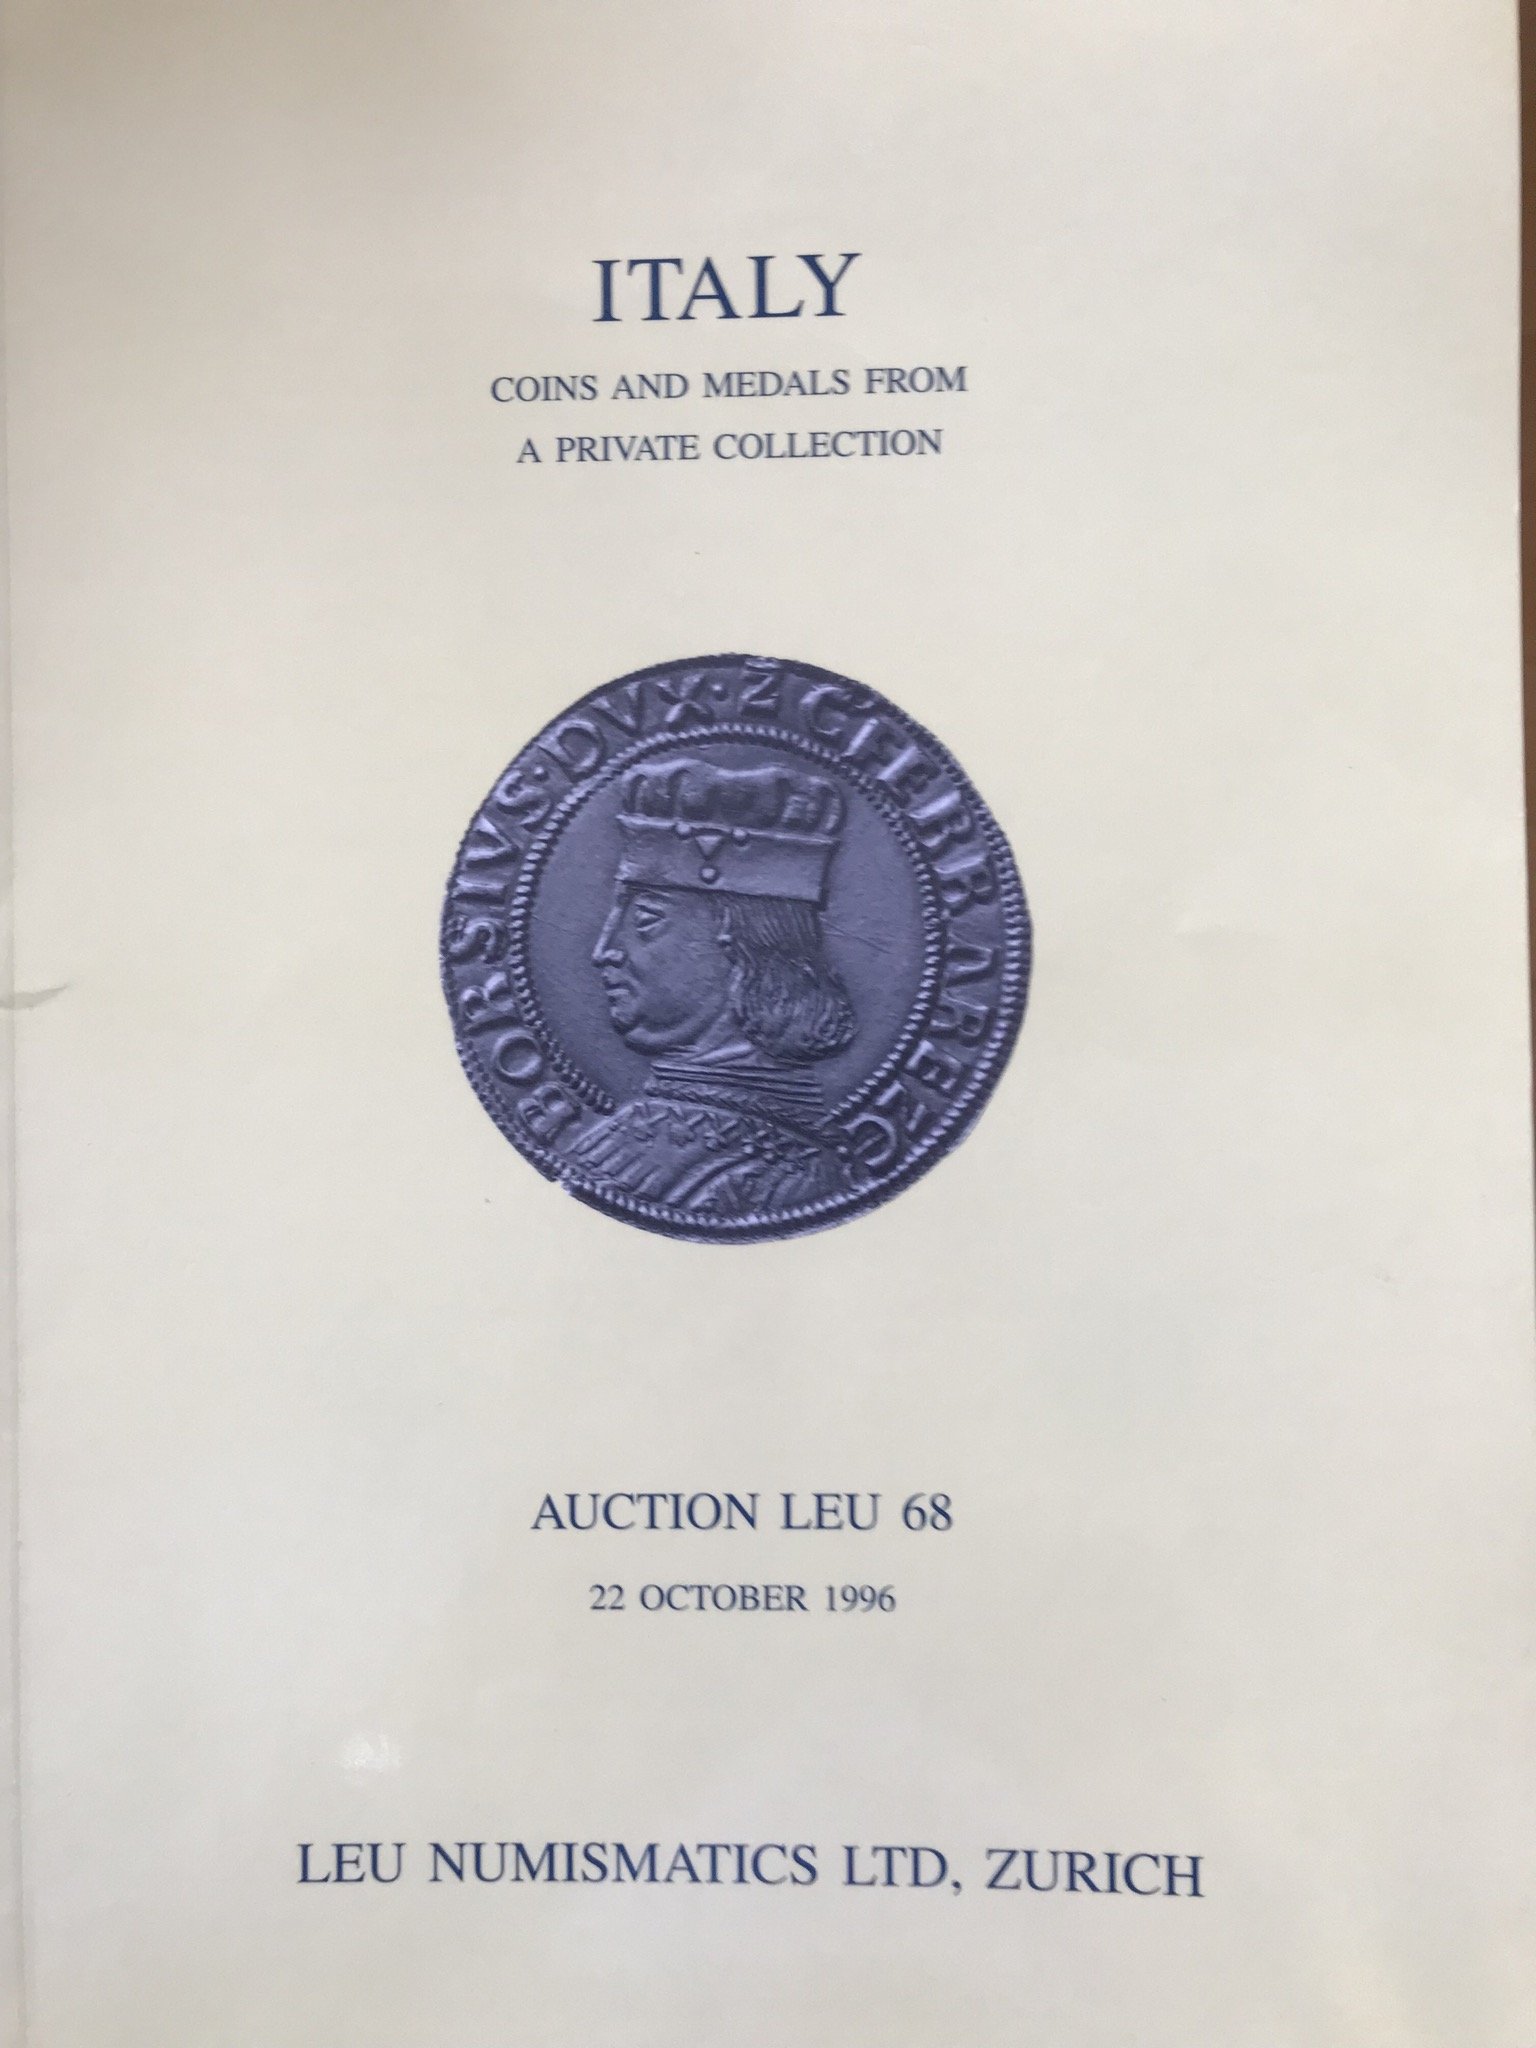 ITALY
COINS AND MEDALS FROM
A PRIVATE COLLECTION
BORSIVS·DVX·Z̄
AUCTION LEU 68
22 OCTOBER 1996
LEU NUMISMATICS LTD, ZURICH